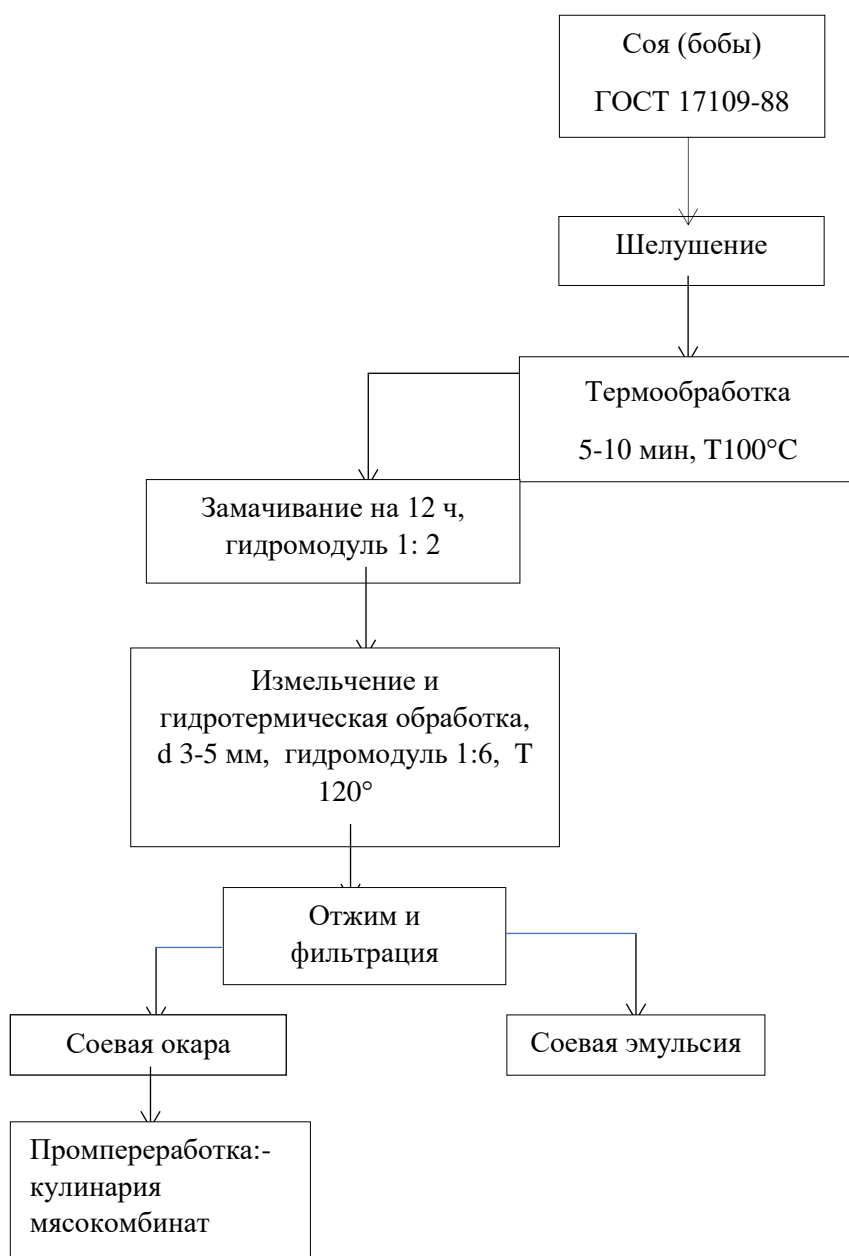 Соя (бобы)
ГОСТ 17109-88
Шелушение
Термообработка
5-10 мин, Т100°С
Замачивание на 12 ч,
гидромодуль 1: 2
Измельчение и
гидротермическая обработка,
d 3-5 мм, гидромодуль 1:6, Т
120°
Отжим и
фильтрация
Соевая окара
Соевая эмульсия
Промпереработка:-
кулинария
мясокомбинат